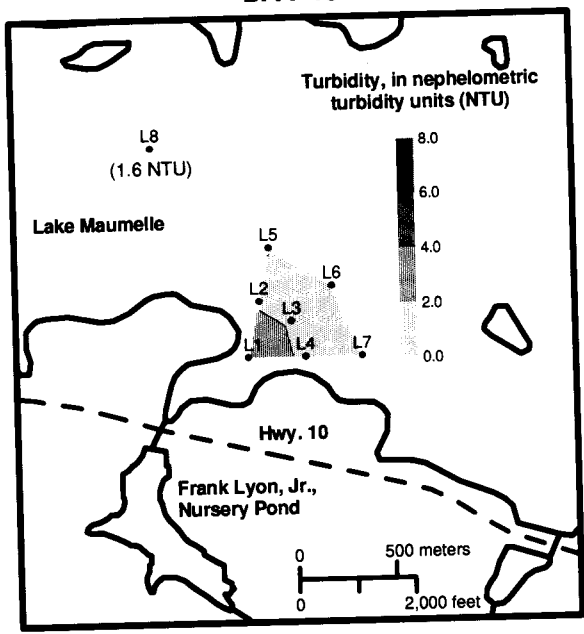 Turbidity, in nephelometric
turbidity units (NTU)
8.0
L8
(1.6 NTU)
6.0
Lake Maumelle
4.0
L5
L6
L2
2.0
L3
L1
L4
L7
0.0
Hwy. 10
Frank Lyon, Jr.,
Nursery Pond
0
500 meters
0
2,000 feet